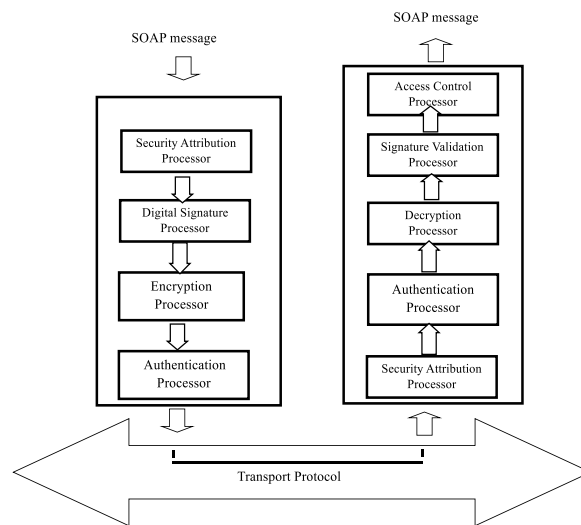 SOAP message
Security Attribution
Processor
Digital Signature
Processor
Encryption
Processor
Authentication
Processor
SOAP message
Access Control
Processor
Signature Validation
Processor
Decryption
Processor
Authentication
Processor
Security Attribution
Processor
Transport Protocol